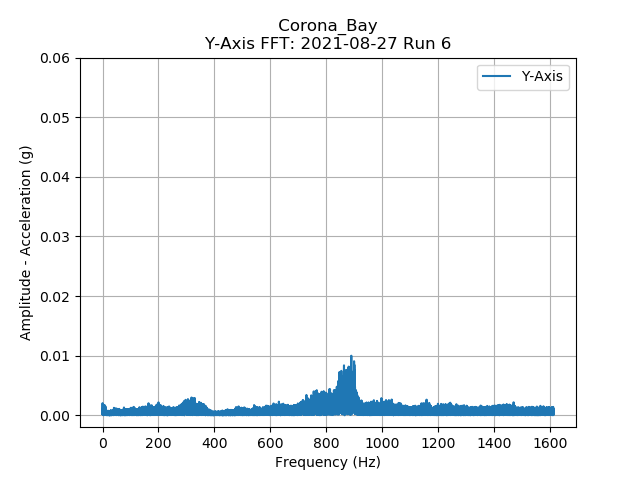 Corona_Bay
Y-Axis FFT: 2021-08-27 Run 6
Y-Axis
0.06
0.05
0.04
0.03
0.02
0.01
0.00
Amplitude - Acceleration (g)
0 200 400 600 800 1000 1200 1400 1600
Frequency (Hz)